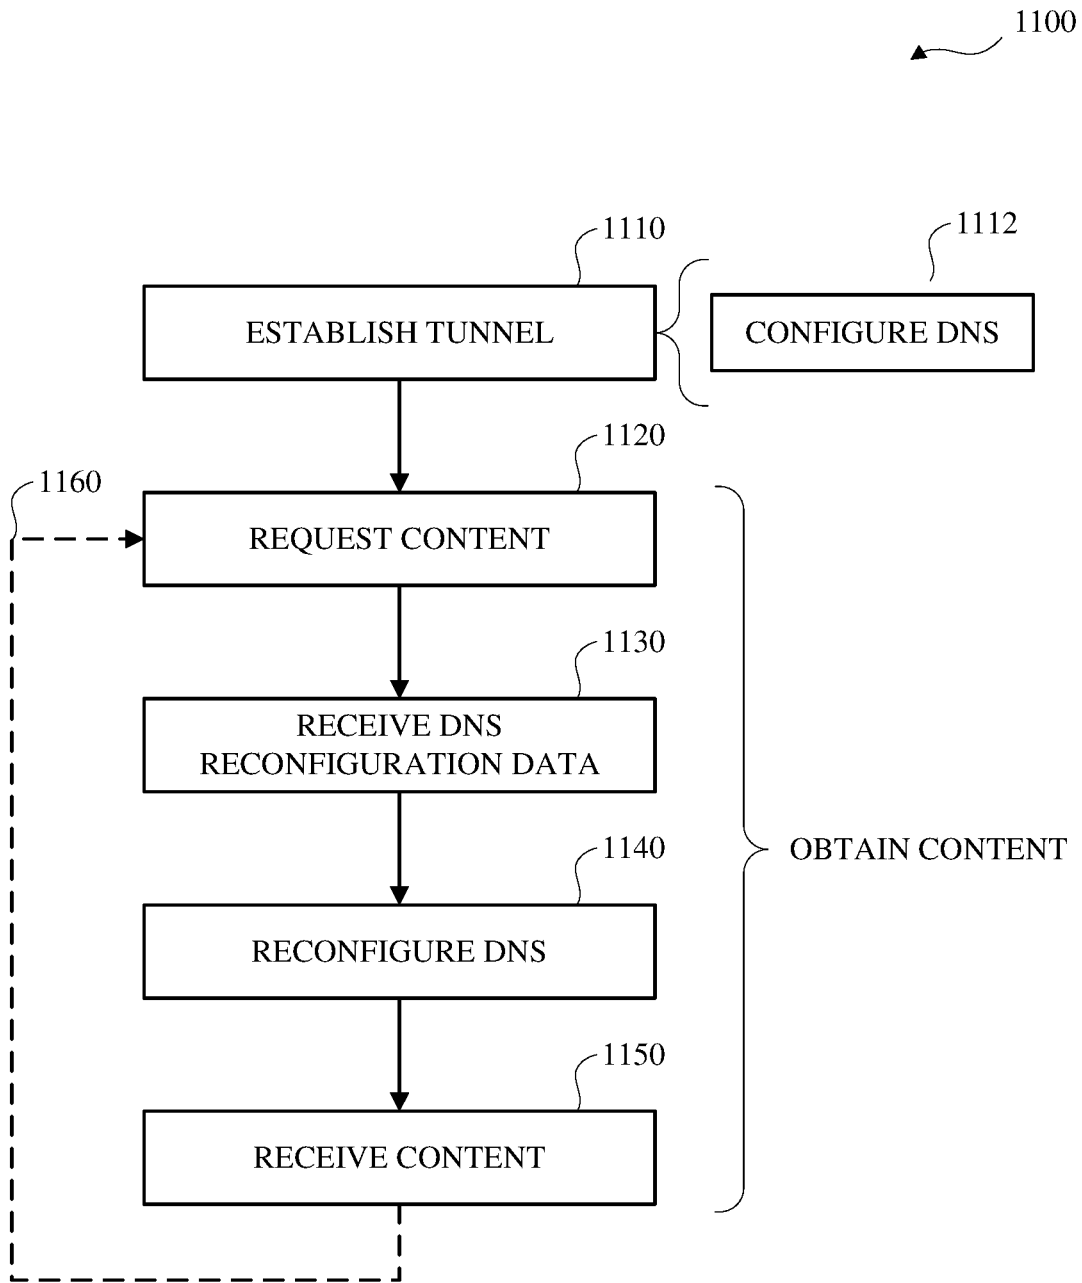 1100
1110
1112
ESTABLISH TUNNEL
CONFIGURE DNS
1120
1160
REQUEST CONTENT
1130
RECEIVE DNS
RECONFIGURATION DATA
1140
OBTAIN CONTENT
RECONFIGURE DNS
1150
RECEIVE CONTENT